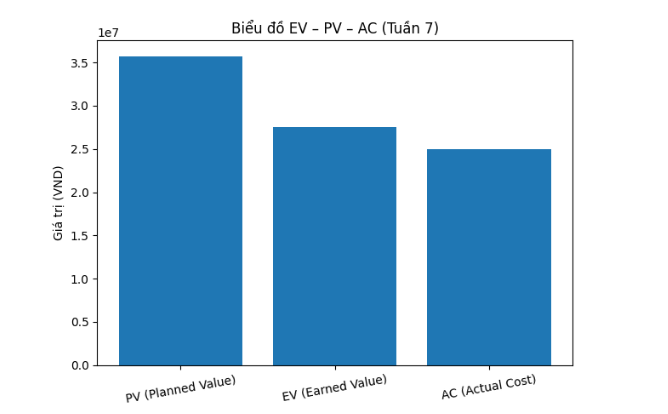 Biểu đồ EV – PV – AC (Tuần 7)
1e7
Giá trị (VND)
3.5
3.0
2.5
2.0
1.5
1.0
0.5
0.0
PV (Planned Value)
EV (Earned Value)
AC (Actual Cost)